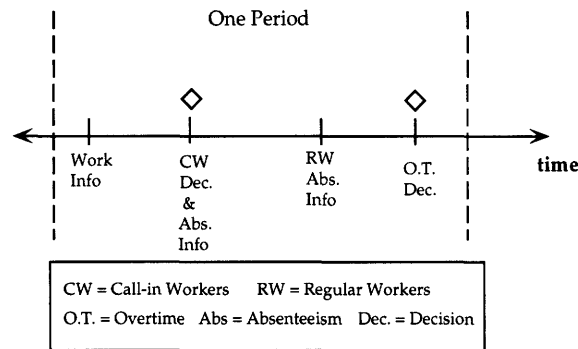 One Period
Work
Info
CW
Dec.
&
Abs.
Info
RW
Abs.
Info
O.T.
Dec.
time
CW = Call-in Workers RW = Regular Workers
O.T. = Overtime Abs = Absenteeism Dec. = Decision